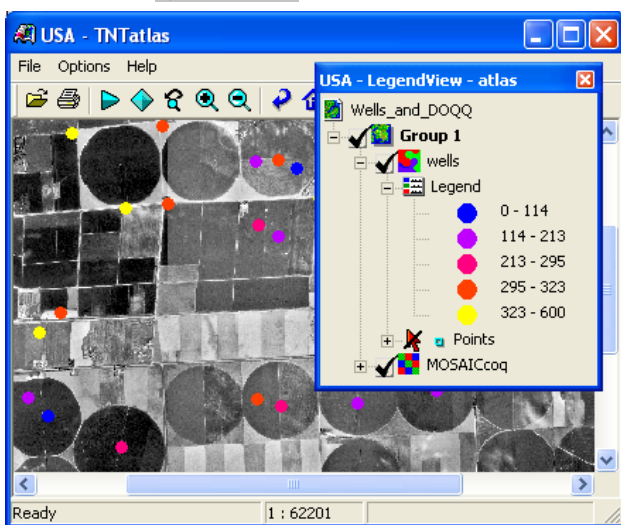 USA - TNTatlas
File Options Help
USA - LegendView - atlas
Wells_and_DOQQ
Group 1
wells
Legend
0 - 114
114 - 213
213 - 295
295 - 323
323 - 600
Points
MOSAICcoq
Ready
1 : 62201